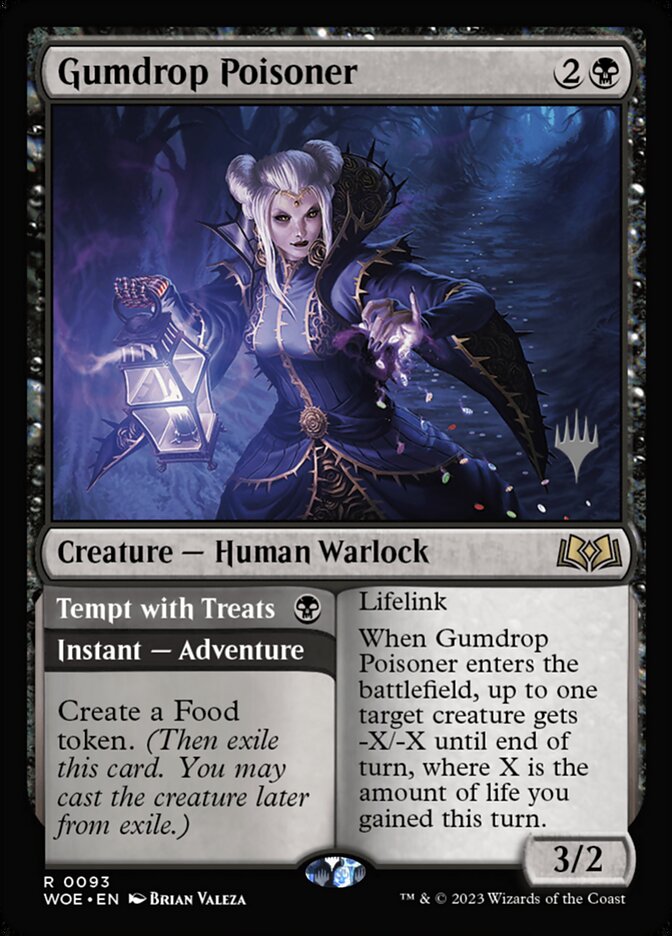 Gumdrop Poisoner 2
Creature — Human Warlock
Tempt with Treats
Instant — Adventure
Create a Food
token. (Then exile
this card. You may
cast the creature later
from exile.)
Lifelink
When Gumdrop
Poisoner enters the
battlefield, up to one
target creature gets
-X/-X until end of
turn, where X is the
amount of life you
gained this turn.
3/2
R 0093
WOE • EN Brian Valeza
™ & © 2023 Wizards of the Coast